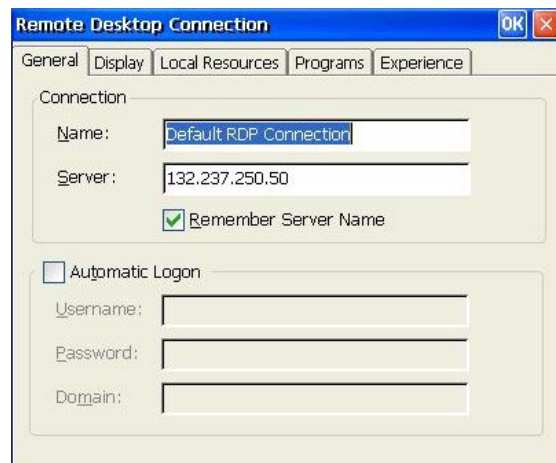 Remote Desktop Connection OK
General Display Local Resources Programs Experience
Connection
Name: Default RDP Connection
Server: 132.237.250.50
Remember Server Name
Automatic Logon
Username:
Password:
Domain: